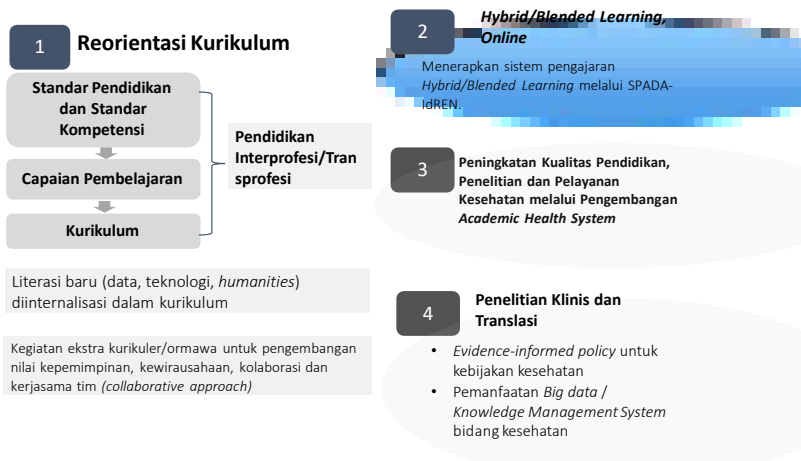 1
Reorientasi Kurikulum
Standar Pendidikan
dan Standar
Kompetensi
Capaian Pembelajaran
Kurikulum
Pendidikan
Interprofesi/Tran
sprofesi
Literasi baru (data, teknologi, humanities)
diinternalisasi dalam kurikulum
Kegiatan ekstra kurikuler/ormawa untuk pengembangan
nilai kepemimpinan, kewirausahaan, kolaborasi dan
kerjasama tim (collaborative approach)
2
Hybrid/Blended Learning,
Online
Menerapkan sistem pengajaran
Hybrid/Blended Learning melalui SPADA-
IdREN.
3
Peningkatan Kualitas Pendidikan,
Penelitian dan Pelayanan
Kesehatan melalui Pengembangan
Academic Health System
4
Penelitian Klinis dan
Translasi
• Evidence-informed policy untuk
kebijakan kesehatan
• Pemanfaatan Big data /
Knowledge Management System
bidang kesehatan